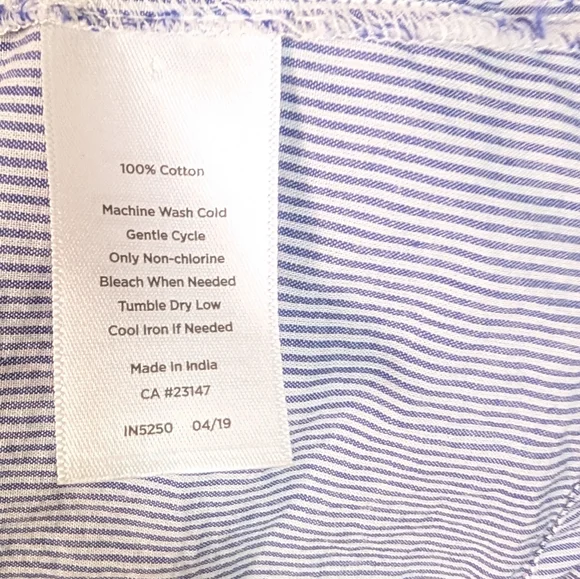 100% Cotton
Machine Wash Cold
Gentle Cycle
Only Non-chlorine
Bleach When Needed
Tumble Dry Low
Cool Iron If Needed
Made In India
CA #23147
IN5250 04/19